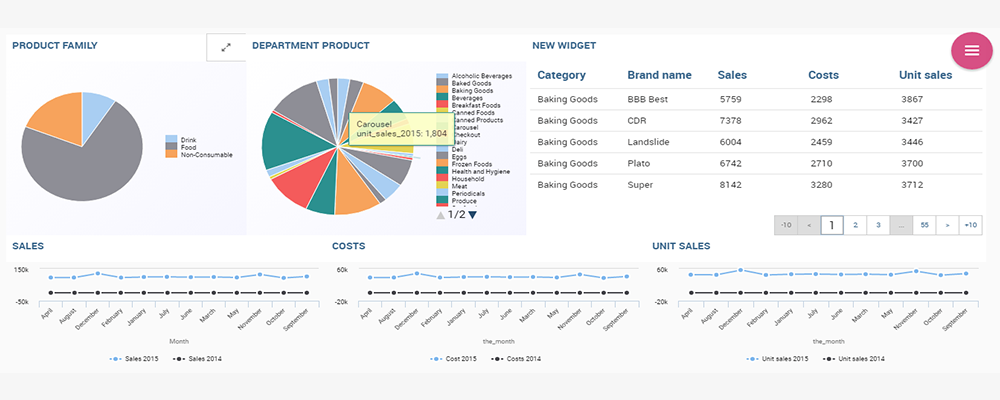 PRODUCT FAMILY
Drink
Food
Non-Consumable
DEPARTMENT PRODUCT
Alcoholic Beverages
Baked Goods
Baking Goods
Beverages
Breakfast Foods
Canned Foods
Canned Products
Carousel
Checkout
Dairy
Deli
Eggs
Frozen Foods
Health and Hygiene
Household
Meat
Periodicals
Produce
1/2
Carousel
unit_sales_2015: 1,804
NEW WIDGET
Category Brand name Sales Costs Unit sales
Baking Goods BBB Best 5759 2298 3867
Baking Goods CDR 7378 2962 3427
Baking Goods Landslide 6004 2459 3446
Baking Goods Plato 6742 2710 3700
Baking Goods Super 8142 3280 3712
-10 < 1 2 3 ... 55 > +10
SALES
150k
-50k
April August December February January July June March May November October September
Month
Sales 2015 Sales 2014
COSTS
60k
-20k
April August December February January July June March May November October September
the_month
Cost 2015 Costs 2014
UNIT SALES
60k
-20k
April August December February January July June March May November October September
the_month
Unit sales 2015 Unit sales 2014